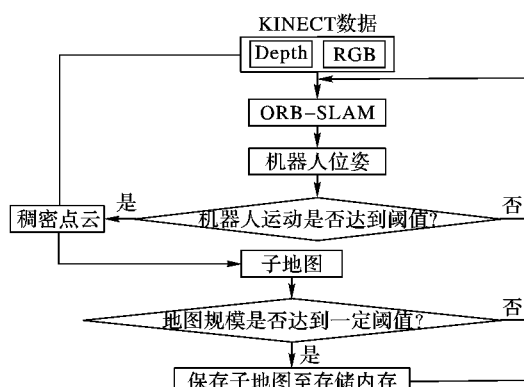 KINECT数据
Depth RGB
ORB-SLAM
机器人位姿
是 机器人运动是否达到阈值? 否
稠密点云
子地图
地图规模是否达到一定阈值? 否
是
保存子地图至存储内存